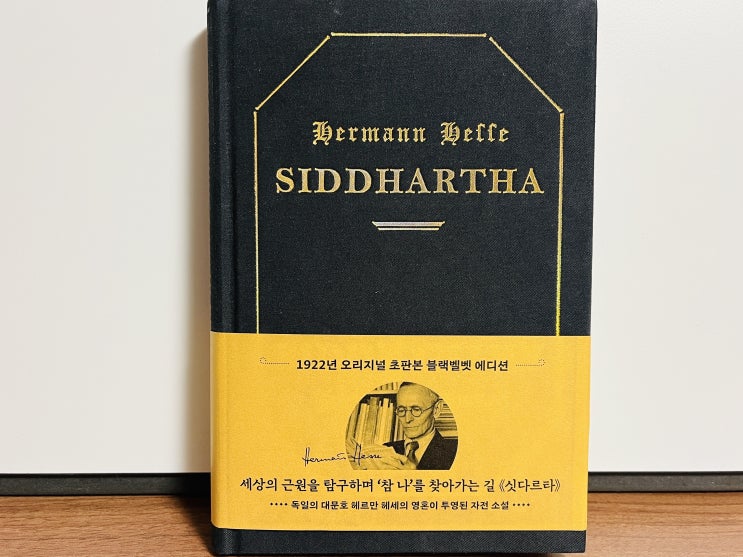 Hermann Hesse
SIDDHARTHA
1922년 오리지널 초판본 블랙벨벳 에디션
Hermann Hesse
세상의 근원을 탐구하며 ‘참 나’를 찾아가는 길 《싯다르타》
•••• 독일의 대문호 헤르만 헤세의 영혼이 투영된 자전 소설 ••••